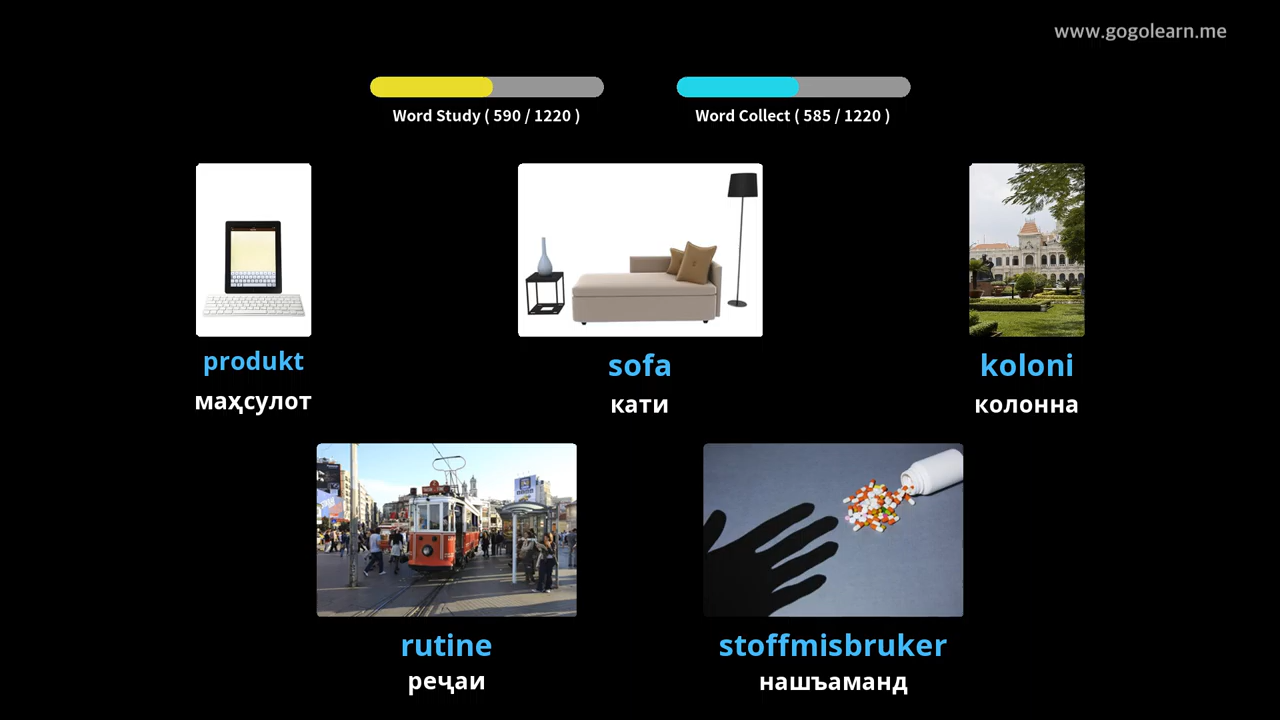 www.gogolearn.me
Word Study ( 590 / 1220 )
Word Collect ( 585 / 1220 )
produkt
маҳсулот
sofa
кати
koloni
колонна
rutine
реҷаи
stoffmisbruker
нашъаманд